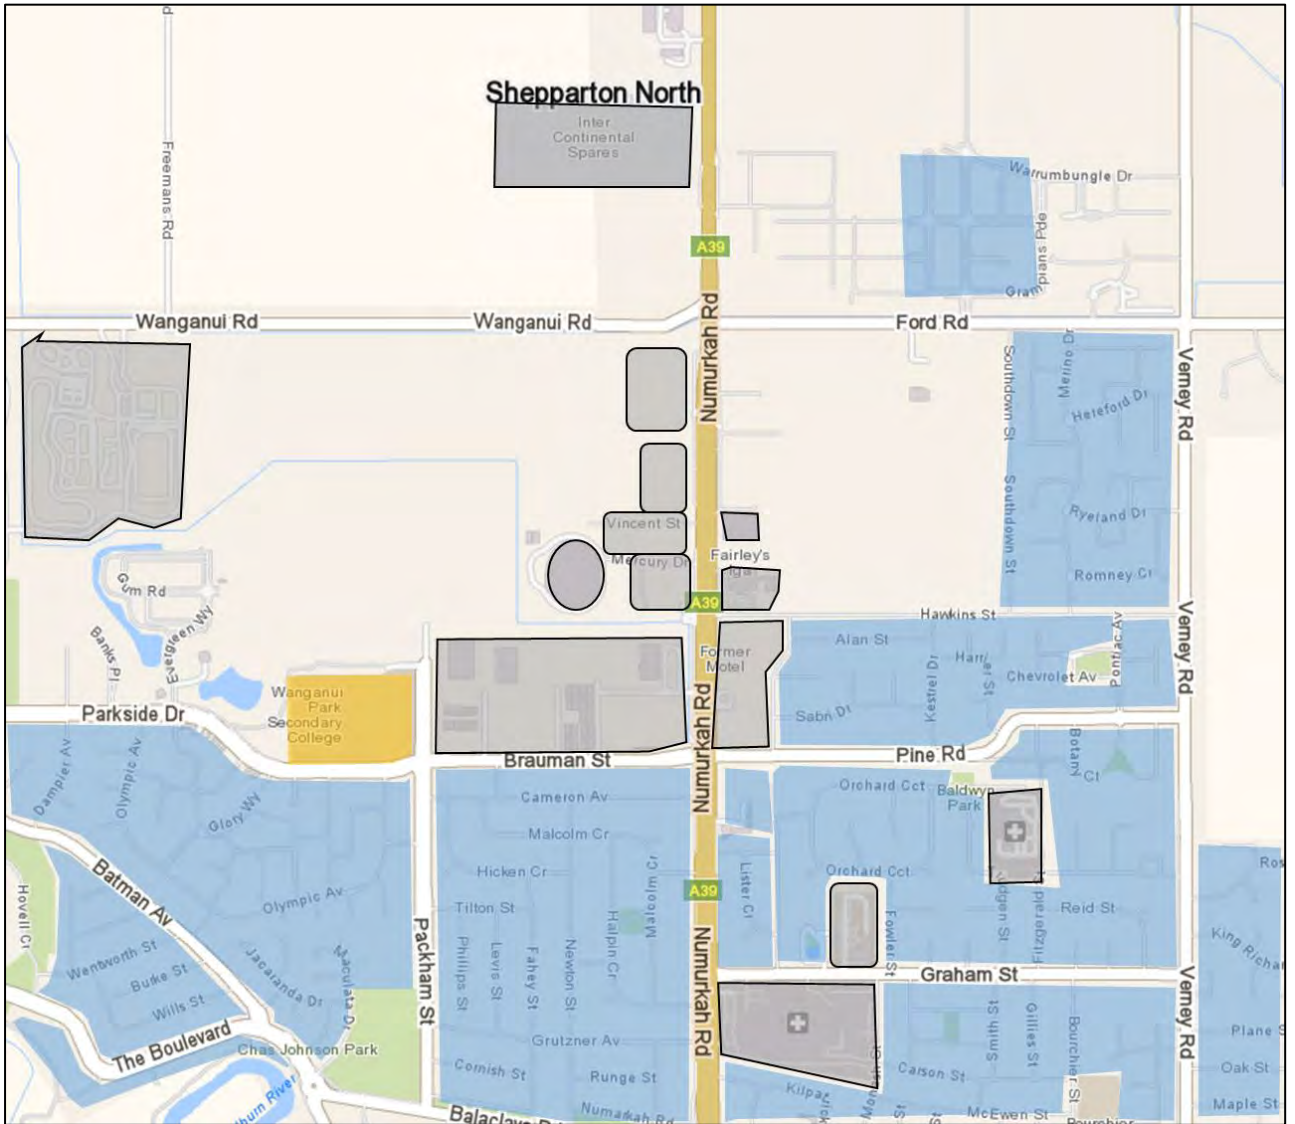 Shepparton North
Inter
Continental
Spares
Freemans Rd
Warrumbungle Dr
Grampians Pde
A39
Wanganui Rd
Wanganui Rd
Numurkah Rd
Ford Rd
Verney Rd
Southdown St
Merino Dr
Hereford Dr
Southdown St
Ryeland Dr
Romney Ct
Vincent St
Mercury Dr
Fairley's
A39
Hawkins St
Gum Rd
Evergreen Wy
Banks Pl
Former
Motel
Numurkah Rd
Alan St
Kestrel Dr
Harrier St
Chevrolet Av
Pontiac Av
Verney Rd
Wanganui
Park
Secondary
College
Parkside Dr
Sabri Dr
Brauman St
Pine Rd
Botany Ct
Dampier Av
Olympic Av
Glory Wy
Cameron Av
Orchard Cct
Baldwyn
Park
Malcolm Cr
Hicken Cr
Malcolm Cr
Batman Av
Olympic Av
Hovell Cr
A39
Lister Ct
Orchard Cct
Tilton St
Halpin Cr
Fowler St
Reid St
Packham St
Phillips St
Levis St
Fahey St
Newton St
Numurkah Rd
Wentworth St
Burke St
Wills St
Jacaranda Dr
Maculata Dr
King Richar
Graham St
Verney Rd
Smith St
Gillies St
Bourchier St
The Boulevard
Chas Johnson Park
Grutzner Av
Plane S
Cornish St
Runge St
Carson St
Oak St
Numurkah Rd
McEwen St
Maple St